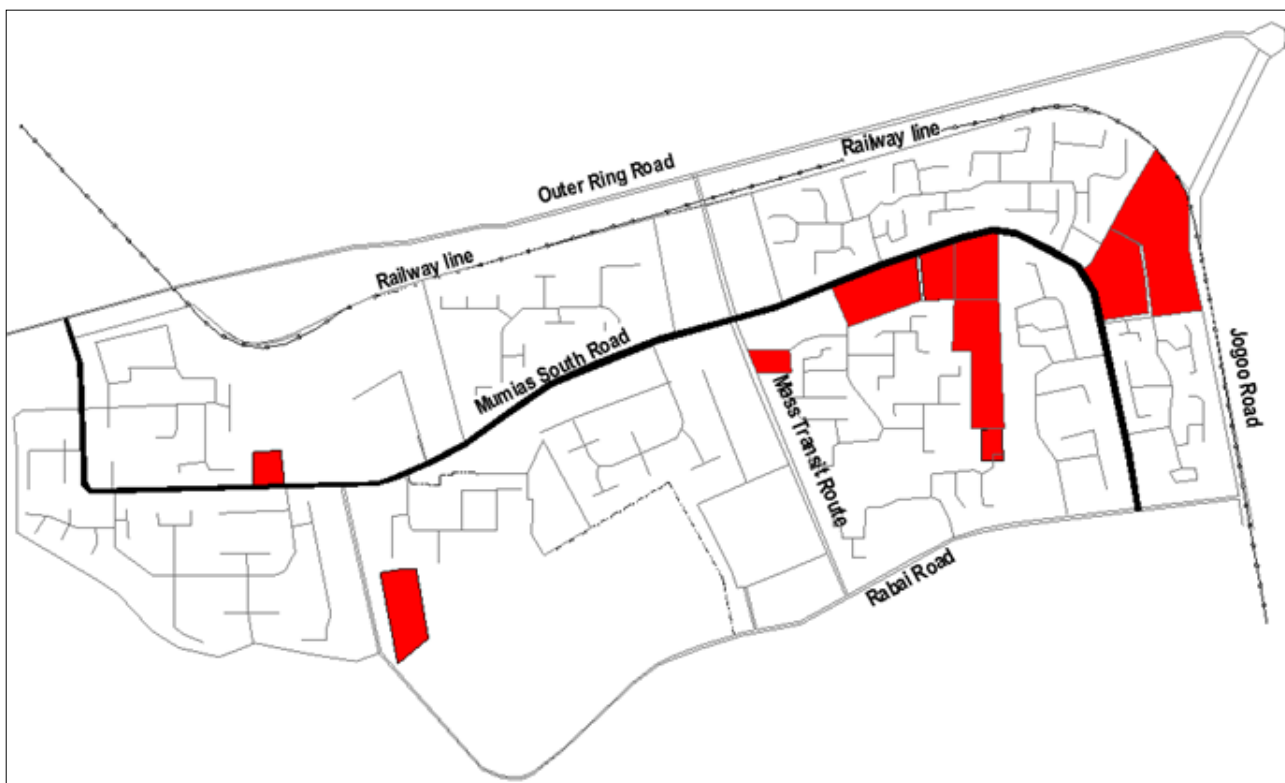 Railway line
Outer Ring Road
Railway line
Mumias South Road
Mass Transit Route
Jogoo Road
Rabai Road